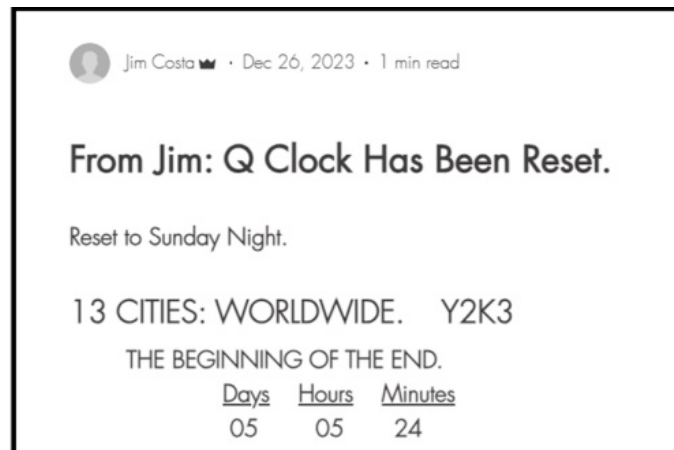 Jim Costa · Dec 26, 2023 · 1 min read
From Jim: Q Clock Has Been Reset.
Reset to Sunday Night.
13 CITIES: WORLDWIDE. Y2K3
THE BEGINNING OF THE END.
Days Hours Minutes
05 05 24